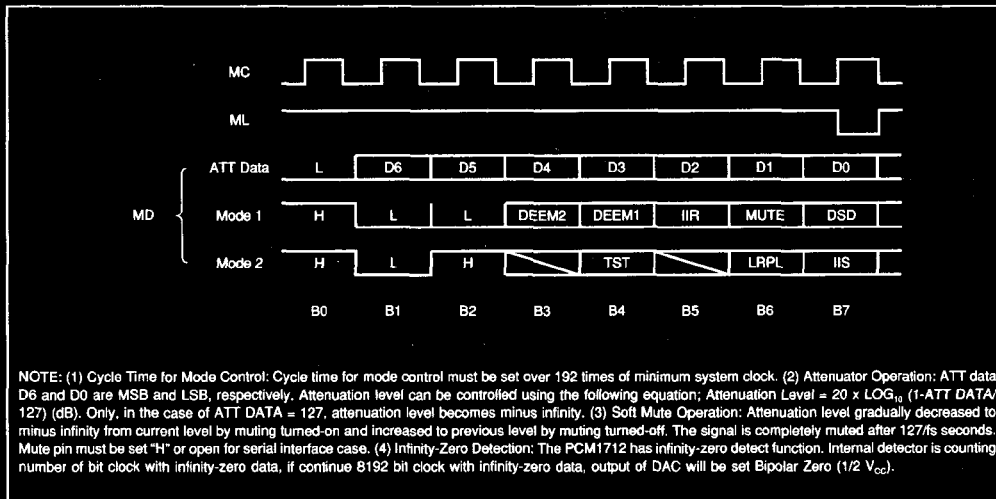 MC
ML
ATT Data L D6 D5 D4 D3 D2 D1 D0
MD
Mode 1 H L L DEEM2 DEEM1 IIR MUTE DSD
Mode 2 H L H TST LRPL IIS
B0 B1 B2 B3 B4 B5 B6 B7
NOTE: (1) Cycle Time for Mode Control: Cycle time for mode control must be set over 192 times of minimum system clock. (2) Attenuator Operation: ATT data
D6 and D0 are MSB and LSB, respectively. Attenuation level can be controlled using the following equation; Attenuation Level = 20 x LOG₁₀ (1-ATT DATA/
127) (dB). Only, in the case of ATT DATA = 127, attenuation level becomes minus infinity. (3) Soft Mute Operation: Attenuation level gradually decreased to
minus infinity from current level by muting turned-on and increased to previous level by muting turned-off. The signal is completely muted after 127/fs seconds.
Mute pin must be set "H" or open for serial interface case. (4) Infinity-Zero Detection: The PCM1712 has infinity-zero detect function. Internal detector is counting
number of bit clock with infinity-zero data, if continue 8192 bit clock with infinity-zero data, output of DAC will be set Bipolar Zero (1/2 V_CC).